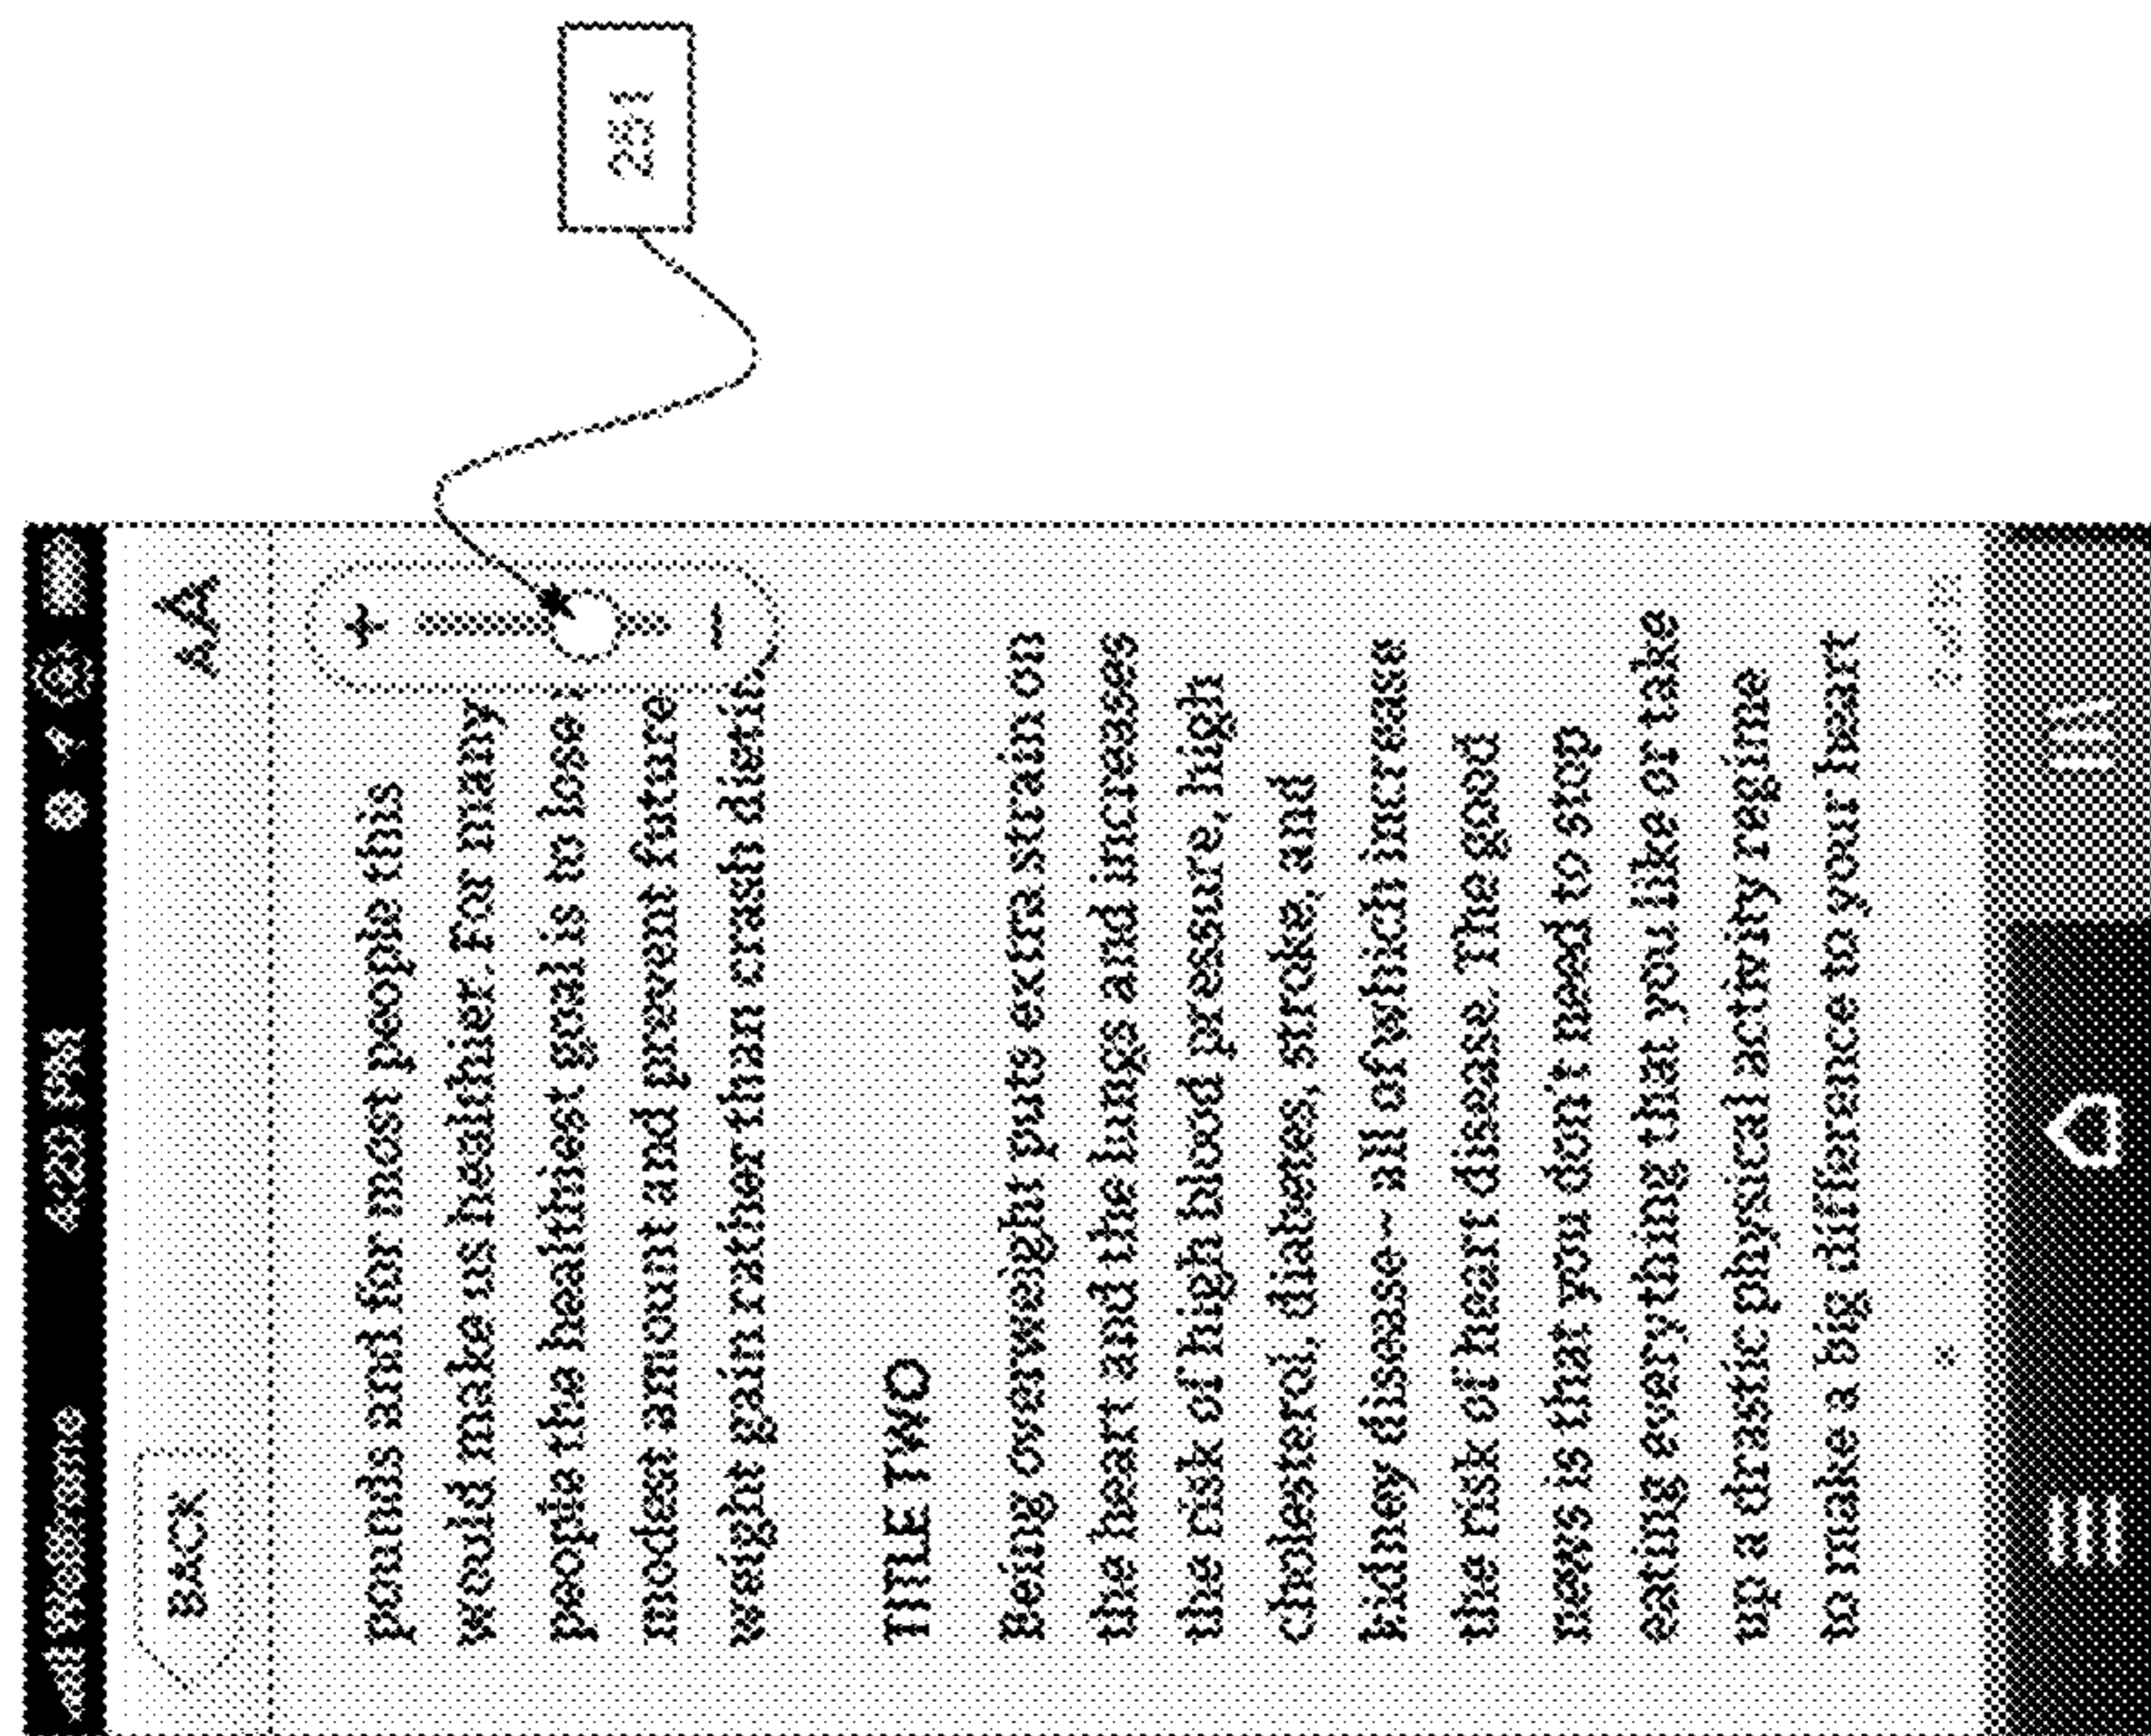 4:20 PM
BACK
AA
+
−
pounds and for most people this
would make us healthier. For many
people the healthiest goal is to lose
modest amount and prevent future
weight gain rather than crash dietin
TITLE TWO
Being overweight puts extra strain on
the heart and the lungs and increases
the risk of high blood pressure, high
cholesterol, diabetes, stroke, and
kidney disease-- all of which increase
the risk of heart disease. The good
news is that you don't need to stop
eating everything that you like or take
up a drastic physical activity regime
to make a big difference to your heart